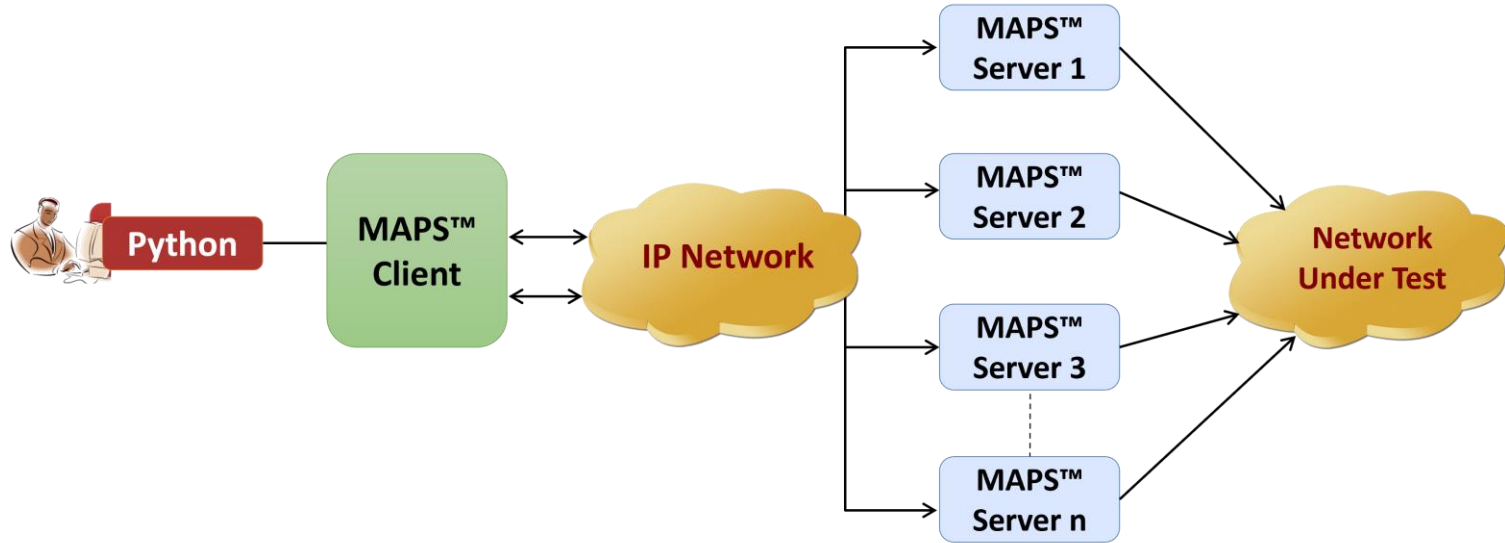 Python
MAPS™
Client
IP Network
MAPS™
Server 1
MAPS™
Server 2
MAPS™
Server 3
MAPS™
Server n
Network
Under Test